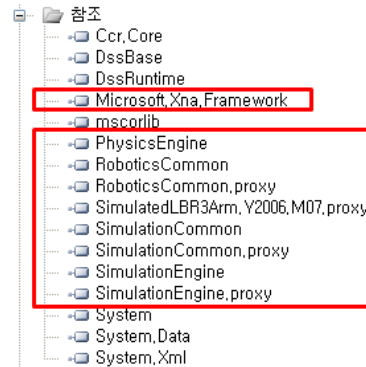 참조
Ccr,Core
DssBase
DssRuntime
Microsoft,Xna,Framework
mscorlib
PhysicsEngine
RoboticsCommon
RoboticsCommon,proxy
SimulatedLBR3Arm,Y2006,M07,proxy
SimulationCommon
SimulationCommon,proxy
SimulationEngine
SimulationEngine,proxy
System
System,Data
System,Xml